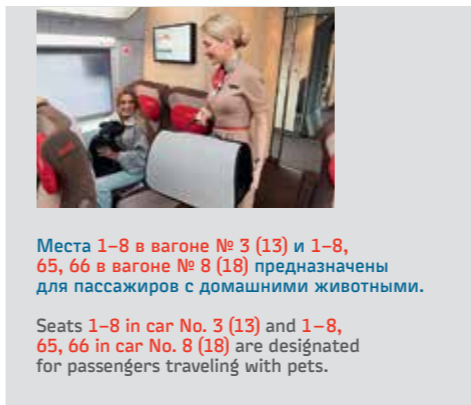 Места 1–8 в вагоне № 3 (13) и 1–8,
65, 66 в вагоне № 8 (18) предназначены
для пассажиров с домашними животными.
Seats 1–8 in car No. 3 (13) and 1–8,
65, 66 in car No. 8 (18) are designated
for passengers traveling with pets.